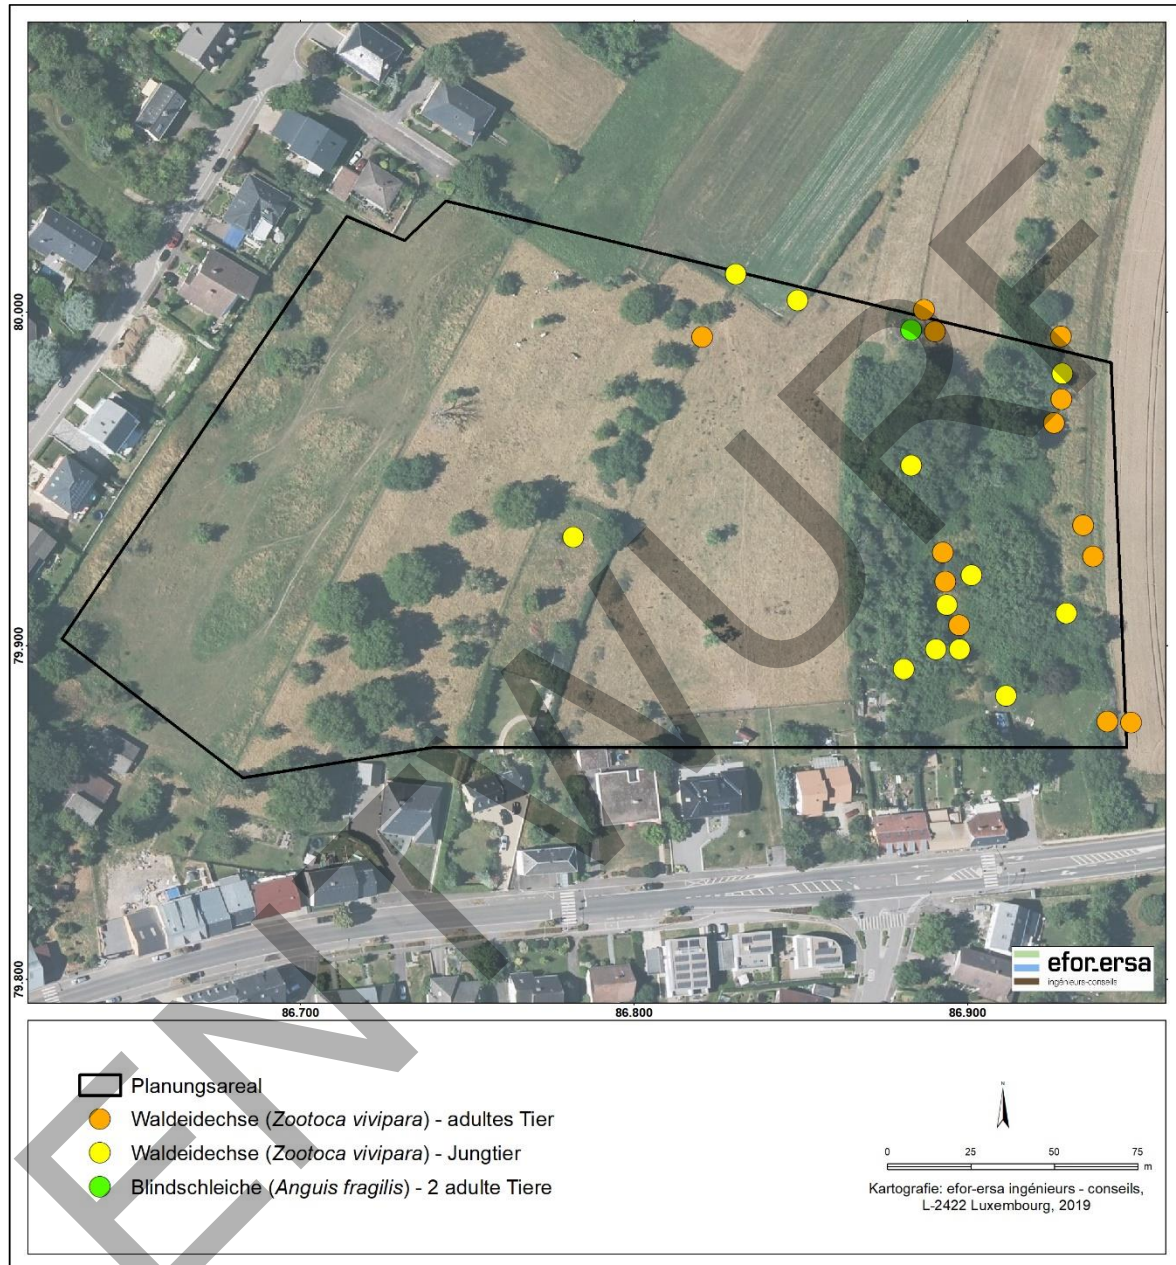 80.000
79.900
79.800
86.700
86.800
86.900
efor-ersa
ingénieurs-conseils
ENTWURF
Planungsareal
Waldeidechse (Zootoca vivipara) - adultes Tier
Waldeidechse (Zootoca vivipara) - Jungtier
Blindschleiche (Anguis fragilis) - 2 adulte Tiere
N
0 25 50 75
m
Kartografie: efor-ersa ingénieurs - conseils,
L-2422 Luxembourg, 2019